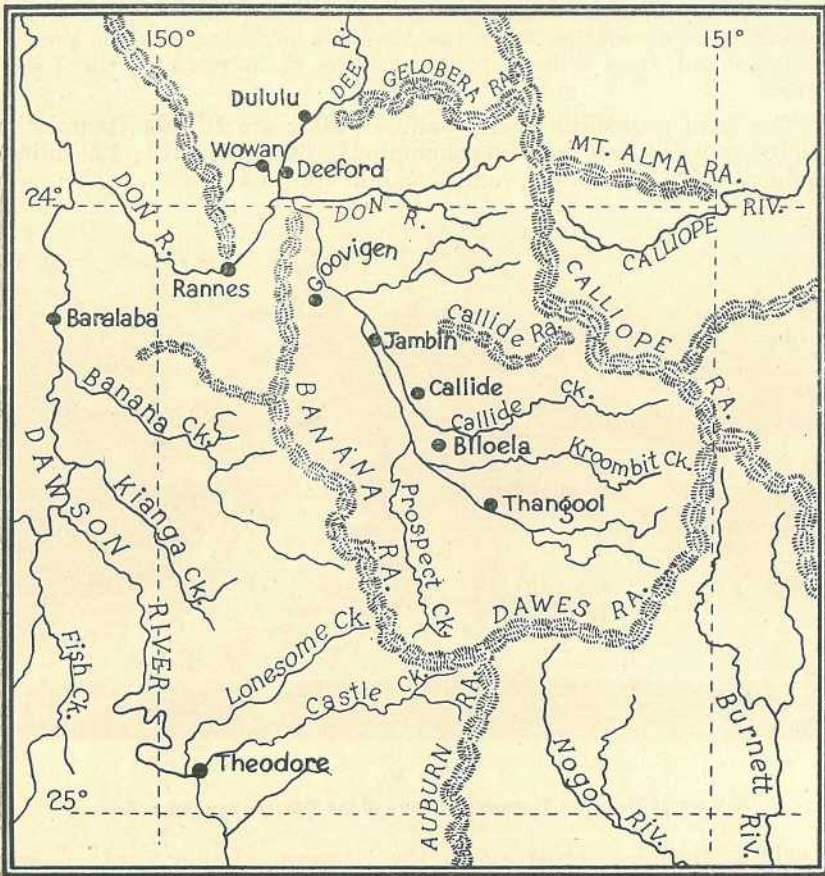 150°
151°
DEE R.
GELOBERA RA.
Dululu
Wowan
Deeford
MT. ALMA RA.
24°
DON R.
DON R.
RIV.
CALLIOPE
Goovigen
Rannes
CALLIOPE RA.
Baralaba
Callide Ra.
Jambin
Banana Ck.
BANANA RA.
Callide
Callide Ck.
Biloela
Kroombit Ck.
DAWSON RIVER
Kianga Ck.
Prospect Ck.
Thangool
DAWES RA.
Fish Ck.
Lonesome Ck.
Castle Ck.
AUBURN RA.
Theodore
Nogo Riv.
Burnett Riv.
25°